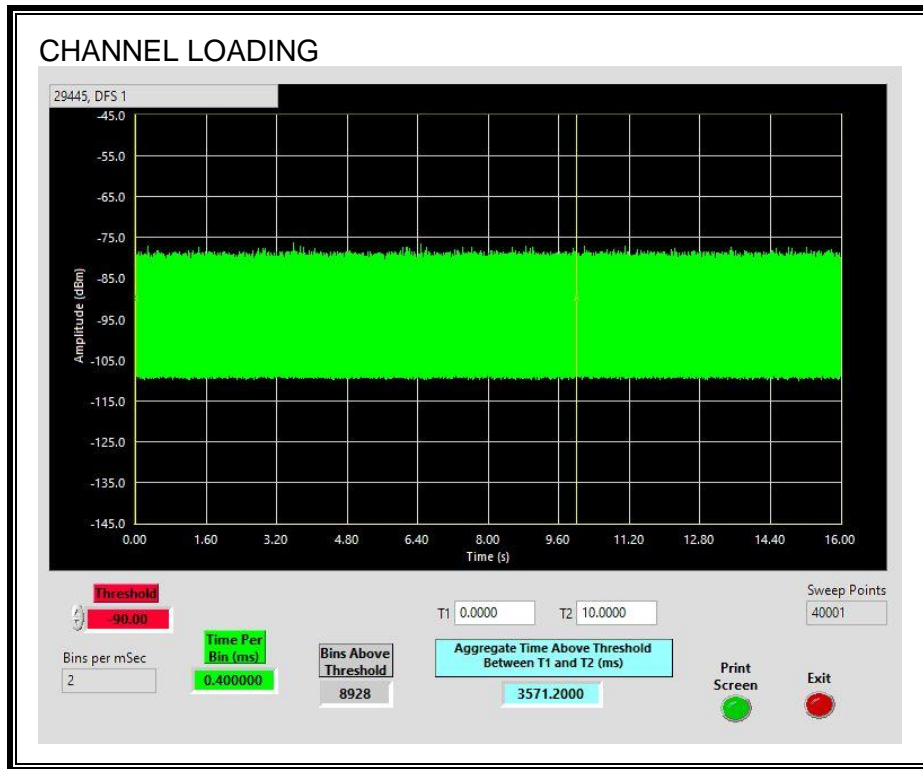 CHANNEL LOADING
29445, DFS 1
-45.0
-55.0
-65.0
-75.0
-85.0
-95.0
-105.0
-115.0
-125.0
-135.0
-145.0
Amplitude (dBm)
0.00 1.60 3.20 4.80 6.40 8.00 9.60 11.20 12.80 14.40 16.00
Time (s)
Threshold
-90.00
Bins per mSec
2
Time Per
Bin (ms)
0.400000
Bins Above
Threshold
8928
T1 0.0000 T2 10.0000
Aggregate Time Above Threshold
Between T1 and T2 (ms)
3571.2000
Sweep Points
40001
Print
Screen
Exit